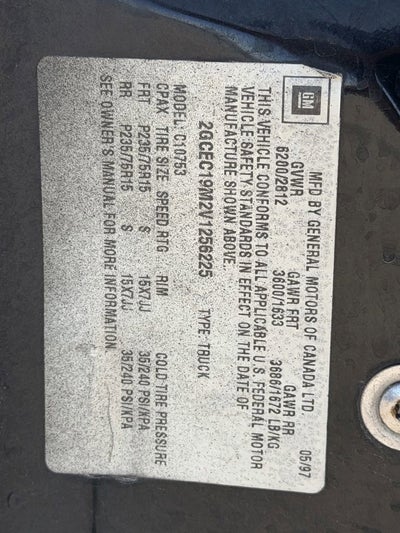 GM
MFD BY GENERAL MOTORS OF CANADA LTD.
05/97
GVWR GAWR FRT GAWR RR
6200/2812 3600/1633 3686/1672 LB/KG
THIS VEHICLE CONFORMS TO ALL APPLICABLE U.S. FEDERAL MOTOR
VEHICLE SAFETY STANDARDS IN EFFECT ON THE DATE OF
MANUFACTURE SHOWN ABOVE.
2GCEC19M2V1256225 TYPE: TRUCK
MODEL: C10753
CPAX TIRE SIZE SPEED RTG RIM COLD TIRE PRESSURE
FRT P235/75R15 S 15X7JJ 35/240 PSI/KPA
RR P235/75R15 S 15X7JJ 35/240 PSI/KPA
SEE OWNER'S MANUAL FOR MORE INFORMATION